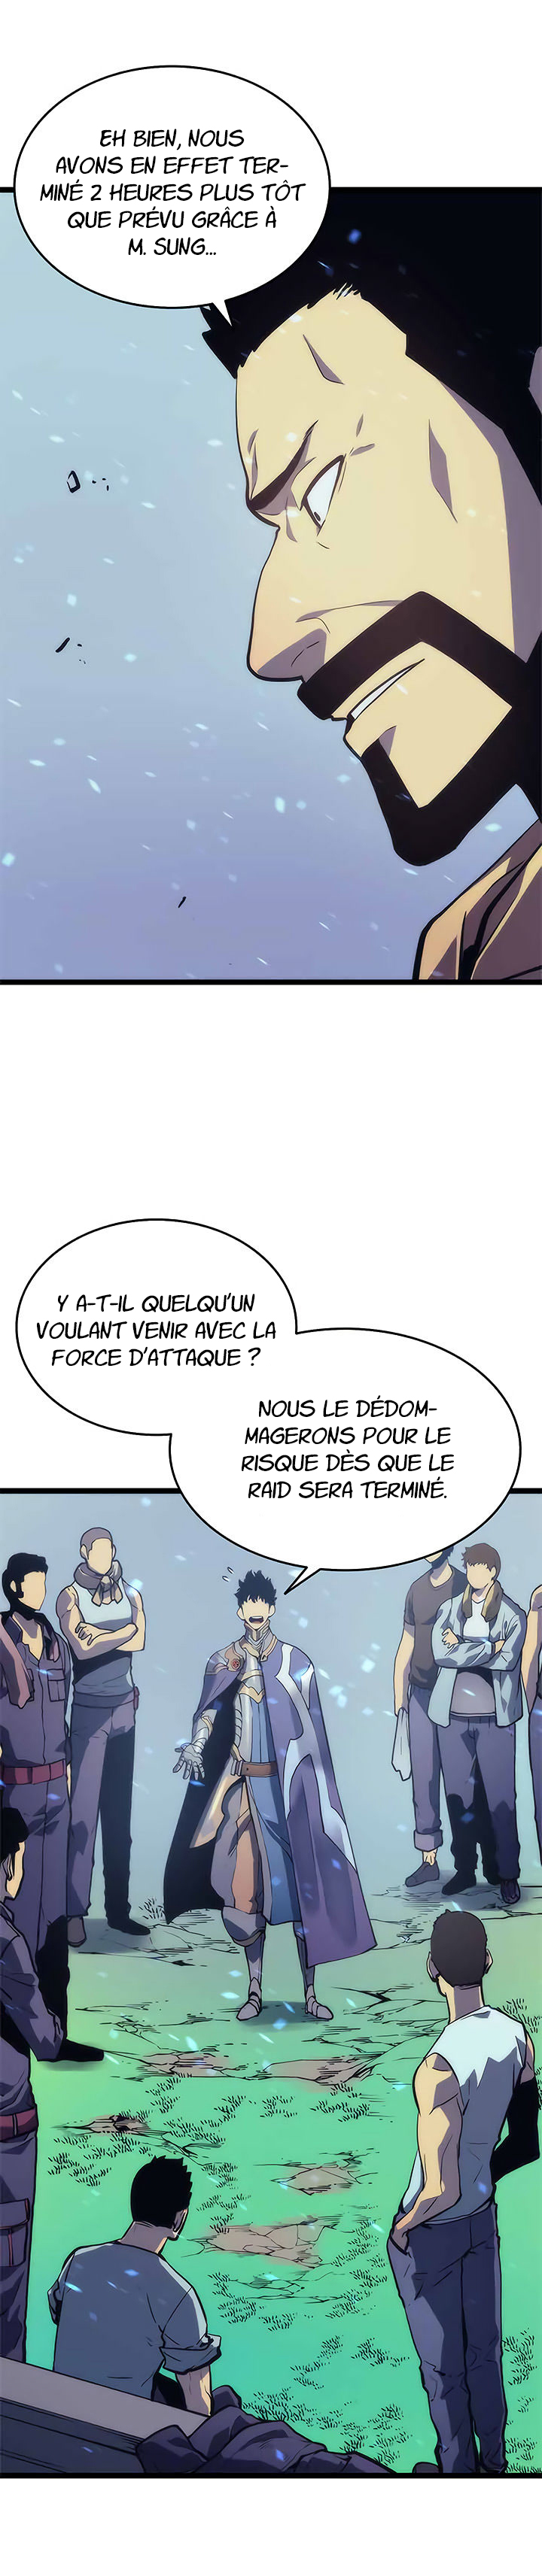 EH BIEN, NOUS
AVONS EN EFFET TER-
MINÉ 2 HEURES PLUS TÔT
QUE PRÉVU GRÂCE À
M. SUNG...
Y A-T-IL QUELQU'UN
VOULANT VENIR AVEC LA
FORCE D'ATTAQUE ?
NOUS LE DÉDOM-
MAGERONS POUR LE
RISQUE DÈS QUE LE
RAID SERA TERMINÉ.